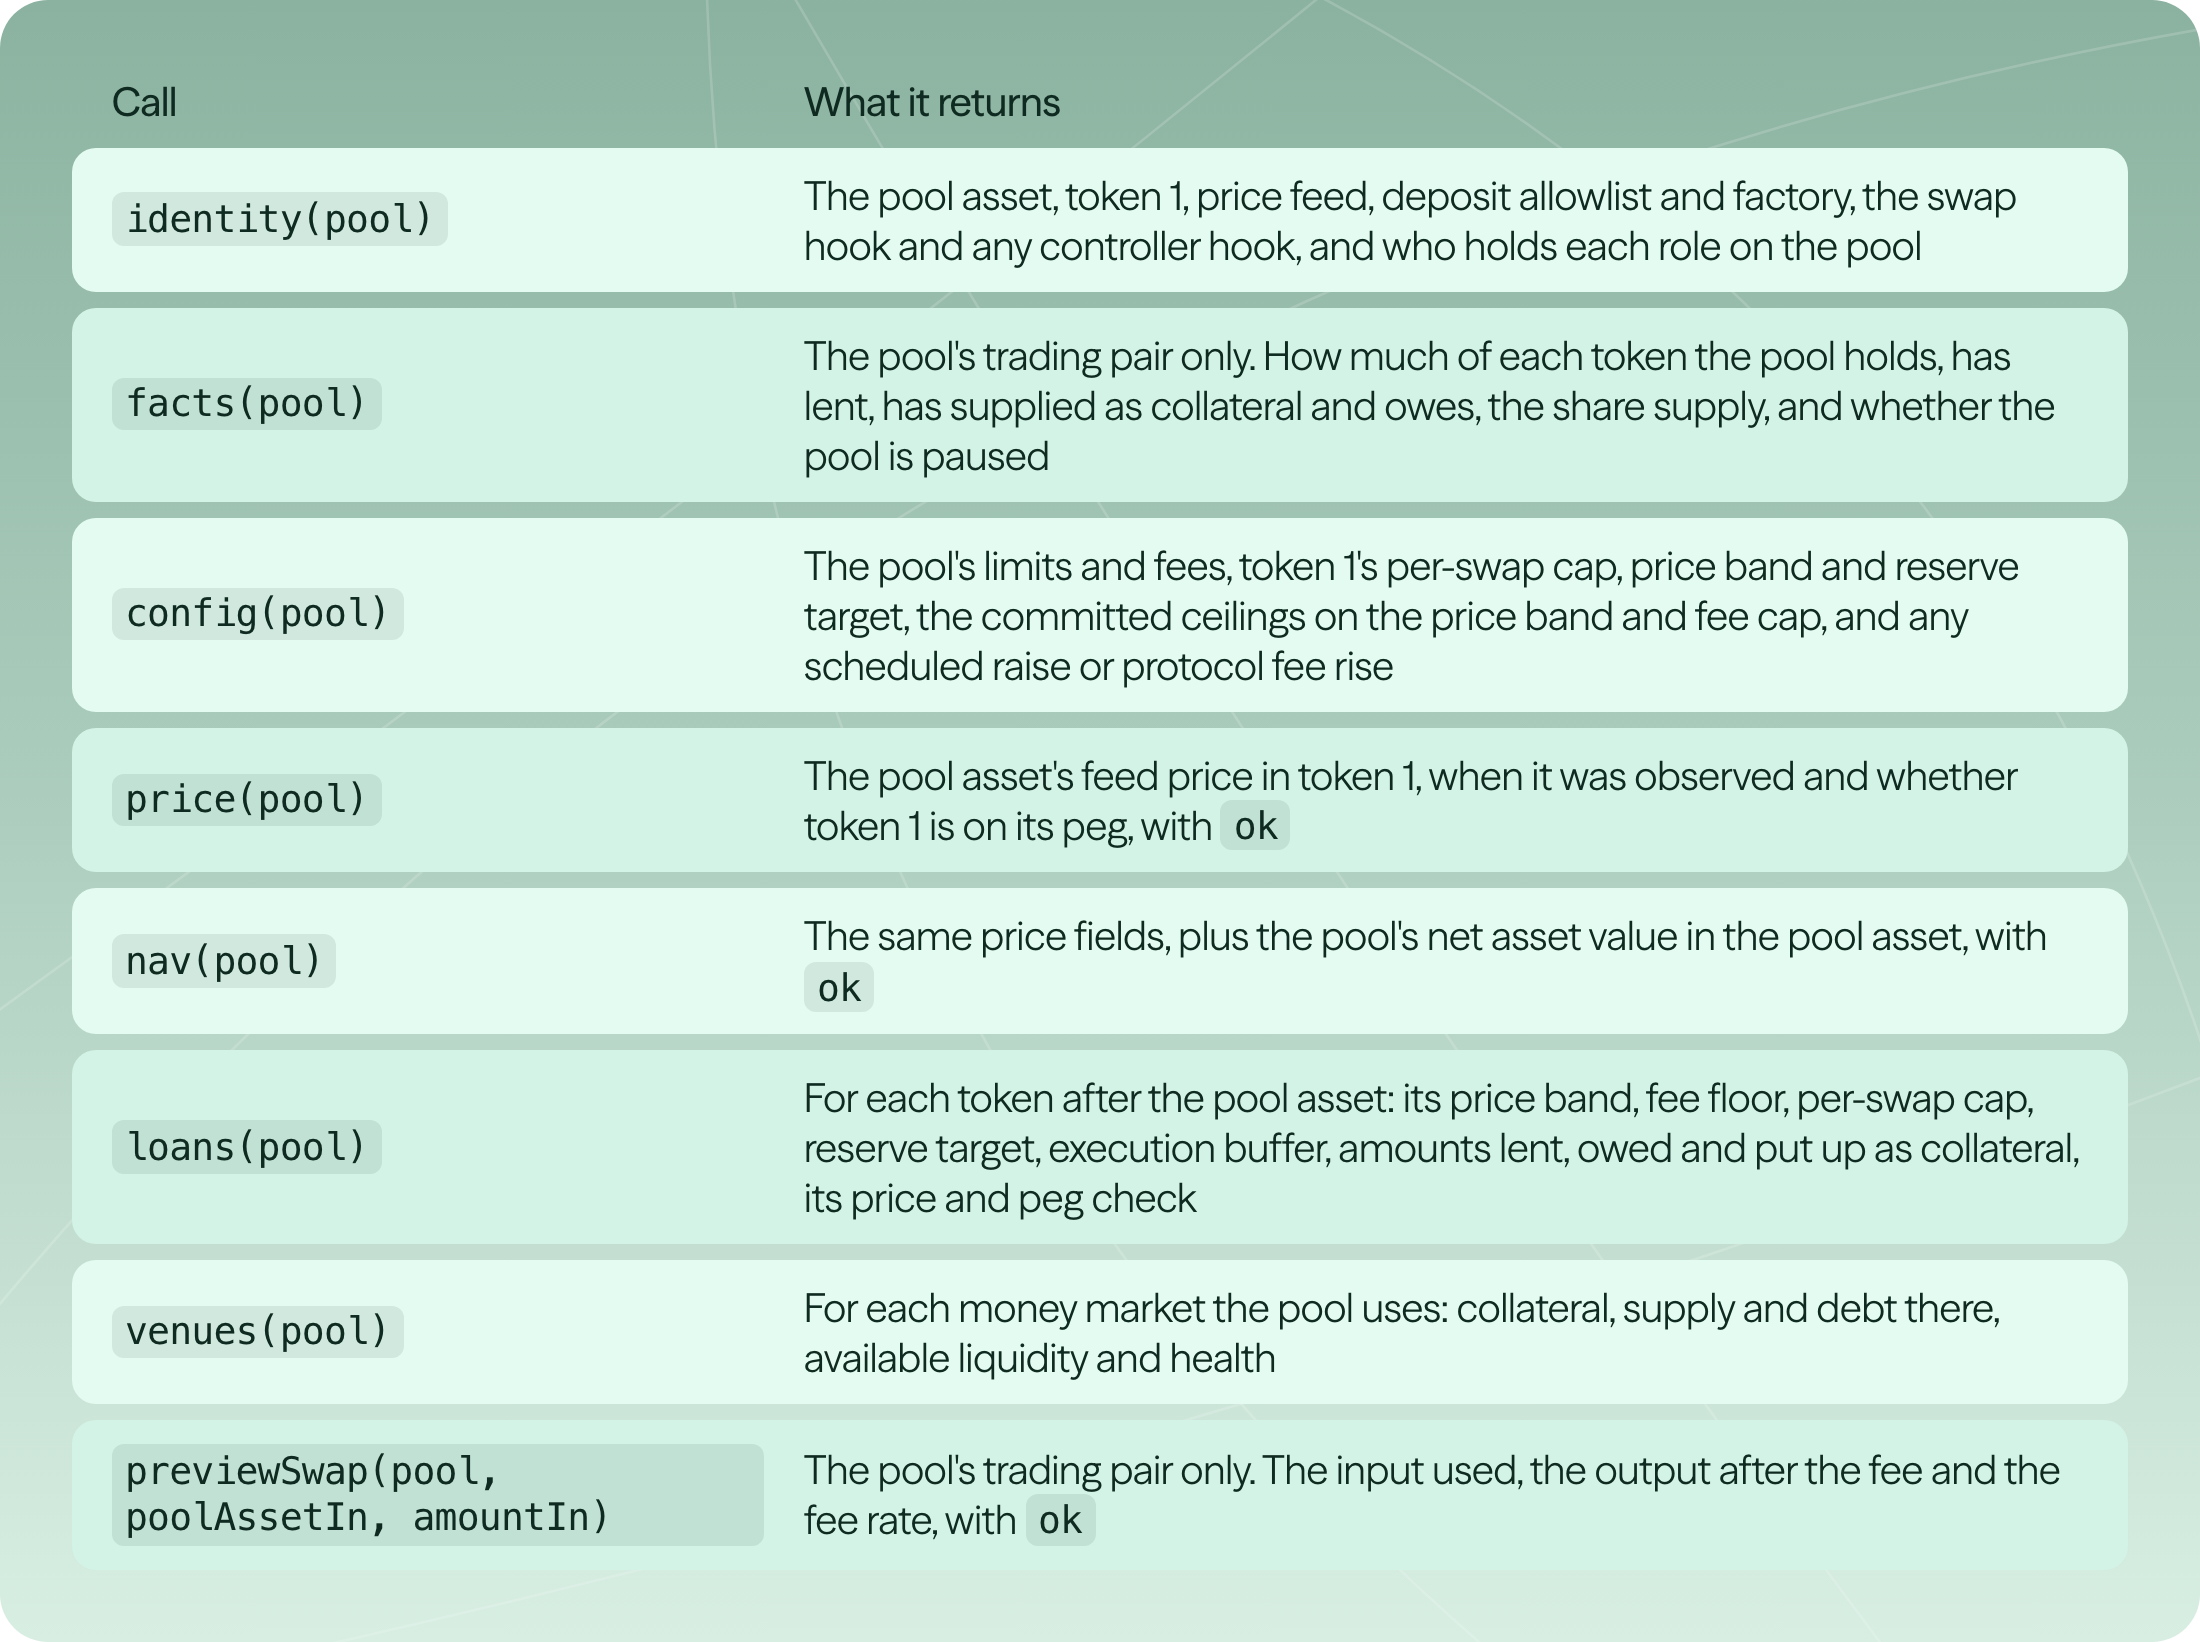 Call
What it returns
identity(pool)
The pool asset, token 1, price feed, deposit allowlist and factory, the swap
hook and any controller hook, and who holds each role on the pool
facts(pool)
The pool's trading pair only. How much of each token the pool holds, has
lent, has supplied as collateral and owes, the share supply, and whether the
pool is paused
config(pool)
The pool's limits and fees, token 1's per-swap cap, price band and reserve
target, the committed ceilings on the price band and fee cap, and any
scheduled raise or protocol fee rise
price(pool)
The pool asset's feed price in token 1, when it was observed and whether
token 1 is on its peg, with ok
nav(pool)
The same price fields, plus the pool's net asset value in the pool asset, with
ok
loans(pool)
For each token after the pool asset: its price band, fee floor, per-swap cap,
reserve target, execution buffer, amounts lent, owed and put up as collateral,
its price and peg check
venues(pool)
For each money market the pool uses: collateral, supply and debt there,
available liquidity and health
previewSwap(pool,
poolAssetIn, amountIn)
The pool's trading pair only. The input used, the output after the fee and the
fee rate, with ok